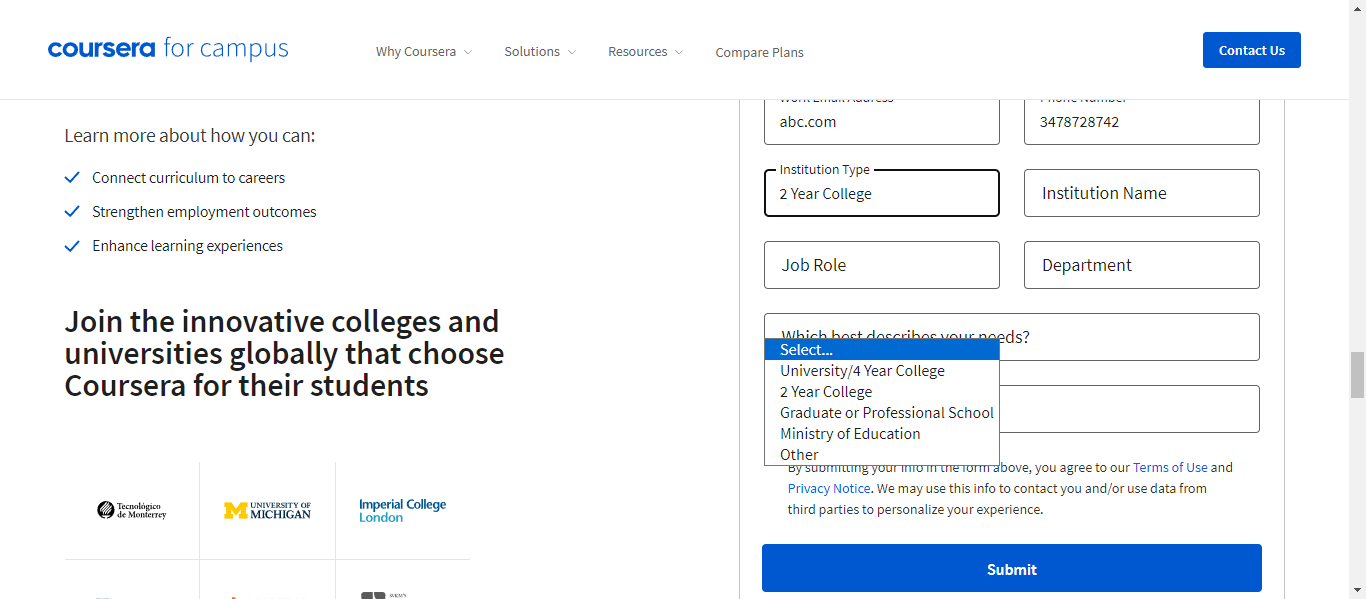 coursera for campus
Why Coursera
Solutions
Resources
Compare Plans
Contact Us
Learn more about how you can:
Connect curriculum to careers
Strengthen employment outcomes
Enhance learning experiences
Join the innovative colleges and
universities globally that choose
Coursera for their students
Tecnológico
de Monterrey
UNIVERSITY OF
MICHIGAN
Imperial College
London
Work Email Address
abc.com
Phone Number
3478728742
Institution Type
2 Year College
Institution Name
Job Role
Department
Which best describes your needs?
Select...
University/4 Year College
2 Year College
Graduate or Professional School
Ministry of Education
Other
By submitting your info in the form above, you agree to our Terms of Use and
Privacy Notice. We may use this info to contact you and/or use data from
third parties to personalize your experience.
Submit